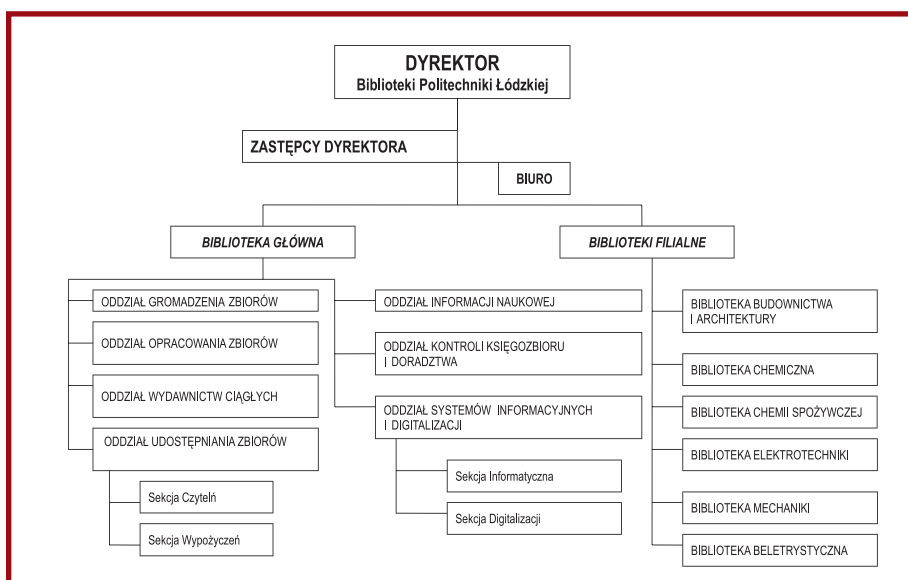 DYREKTOR
Biblioteki Politechniki Łódzkiej
ZASTĘPCY DYREKTORA
BIURO
BIBLIOTEKA GŁÓWNA
BIBLIOTEKI FILIALNE
ODDZIAŁ GROMADZENIA ZBIORÓW
ODDZIAŁ OPRACOWANIA ZBIORÓW
ODDZIAŁ WYDAWNICTW CIĄGŁYCH
ODDZIAŁ UDOSTĘPNIANIA ZBIORÓW
Sekcja Czytelń
Sekcja Wypożyczeń
ODDZIAŁ INFORMACJI NAUKOWEJ
ODDZIAŁ KONTROLI KSIĘGOZBIORU
I DORADZTWA
ODDZIAŁ SYSTEMÓW INFORMACYJNYCH
I DIGITALIZACJI
Sekcja Informatyczna
Sekcja Digitalizacji
BIBLIOTEKA BUDOWNICTWA
I ARCHITEKTURY
BIBLIOTEKA CHEMICZNA
BIBLIOTEKA CHEMII SPOŻYWCZEJ
BIBLIOTEKA ELEKTROTECHNIKI
BIBLIOTEKA MECHANIKI
BIBLIOTEKA BELETRYSTYCZNA